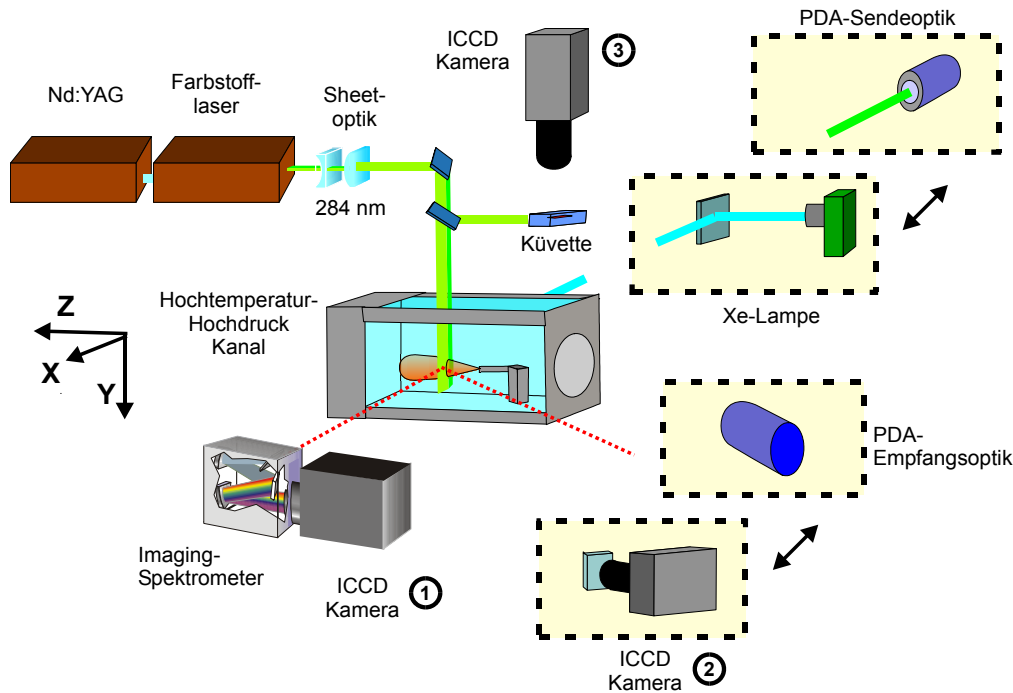 PDA-Sendeoptik
ICCD
Kamera
3
Nd:YAG
Farbstoff-
laser
Sheet-
optik
284 nm
Küvette
Xe-Lampe
Hochtemperatur-
Hochdruck
Kanal
Z
X
Y
PDA-
Empfangsoptik
Imaging-
Spektrometer
ICCD
Kamera
1
ICCD
Kamera
2